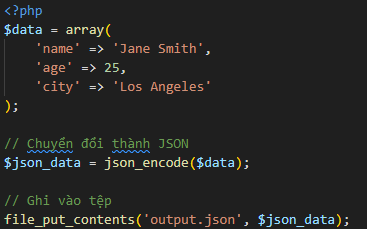 <?php
$data = array(
    'name' => 'Jane Smith',
    'age' => 25,
    'city' => 'Los Angeles'
);

// Chuyển đổi thành JSON
$json_data = json_encode($data);

// Ghi vào tệp
file_put_contents('output.json', $json_data);